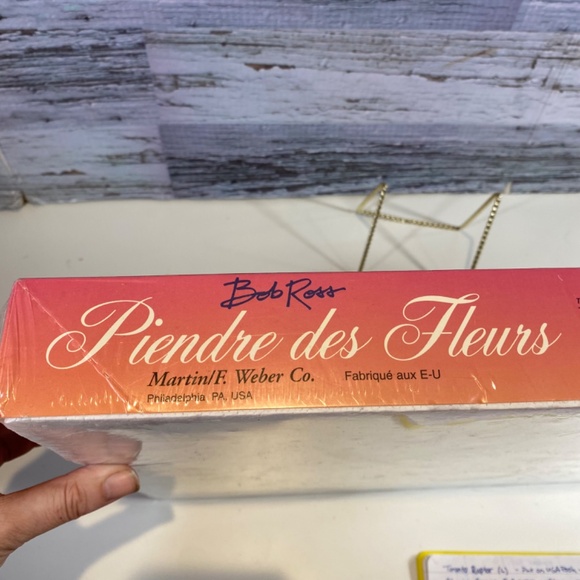 Bob Ross
Piendre des Fleurs
Martin/F. Weber Co.
Fabriqué aux E-U
Philadelphia PA, USA